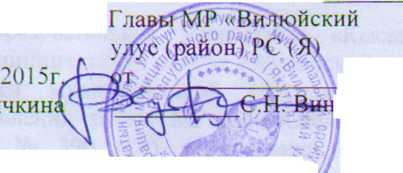 Главы МР «Вилюйский
улус (район) РС (Я)
2015г. от
чкина С.Н. Вин